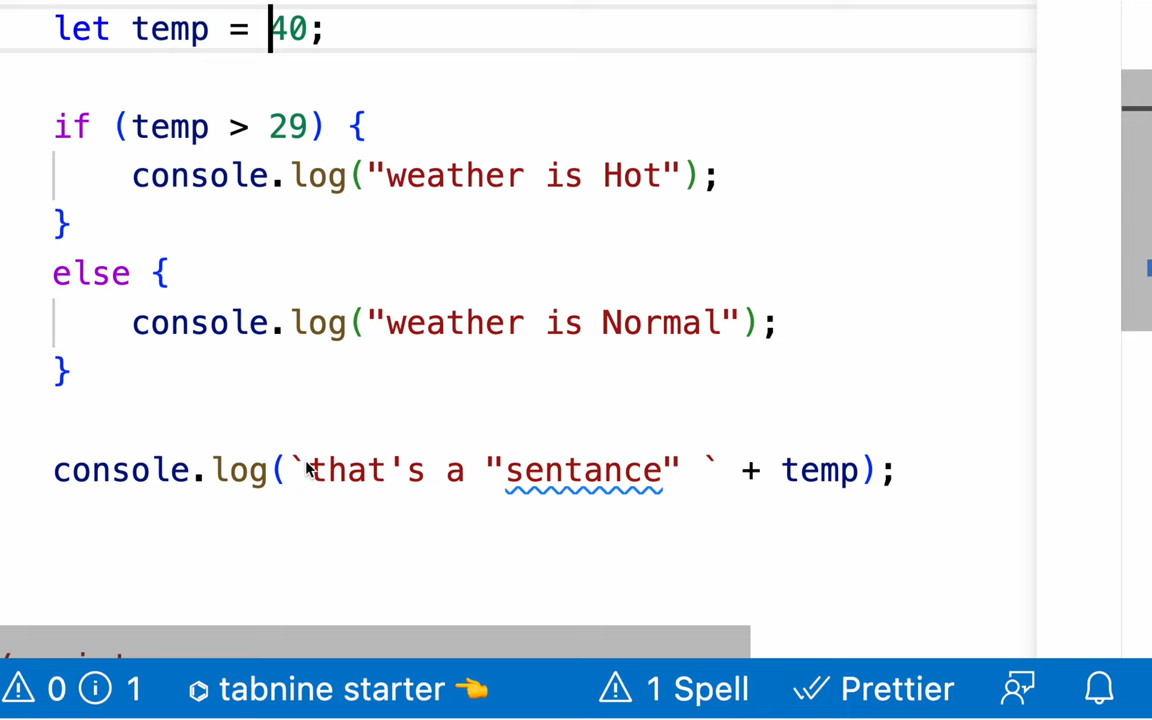 let temp = 40;
if (temp > 29) {
console.log("weather is Hot");
}
else {
console.log("weather is Normal");
}
console.log(`that's a "sentance" ` + temp);
0 1 tabnine starter 👈 1 Spell Prettier